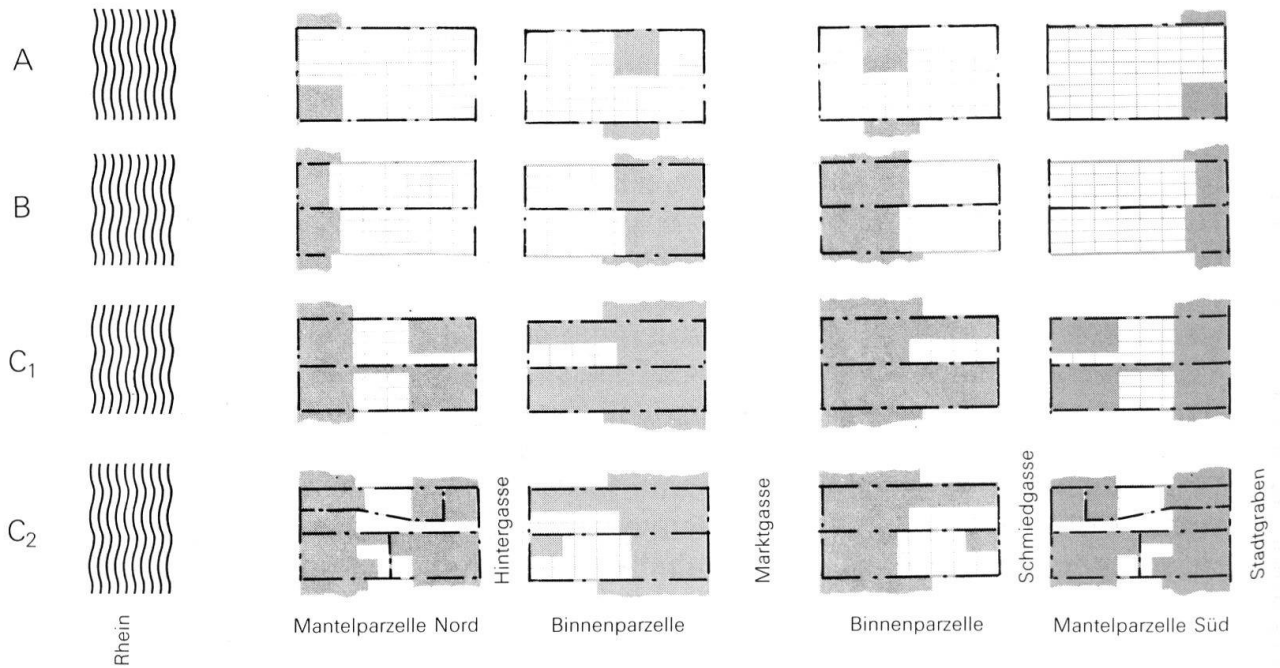 A
B
C₁
C₂
Rhein
Hintergasse
Marktgasse
Schmiedgasse
Stadtgraben
Mantelparzelle Nord
Binnenparzelle
Binnenparzelle
Mantelparzelle Süd